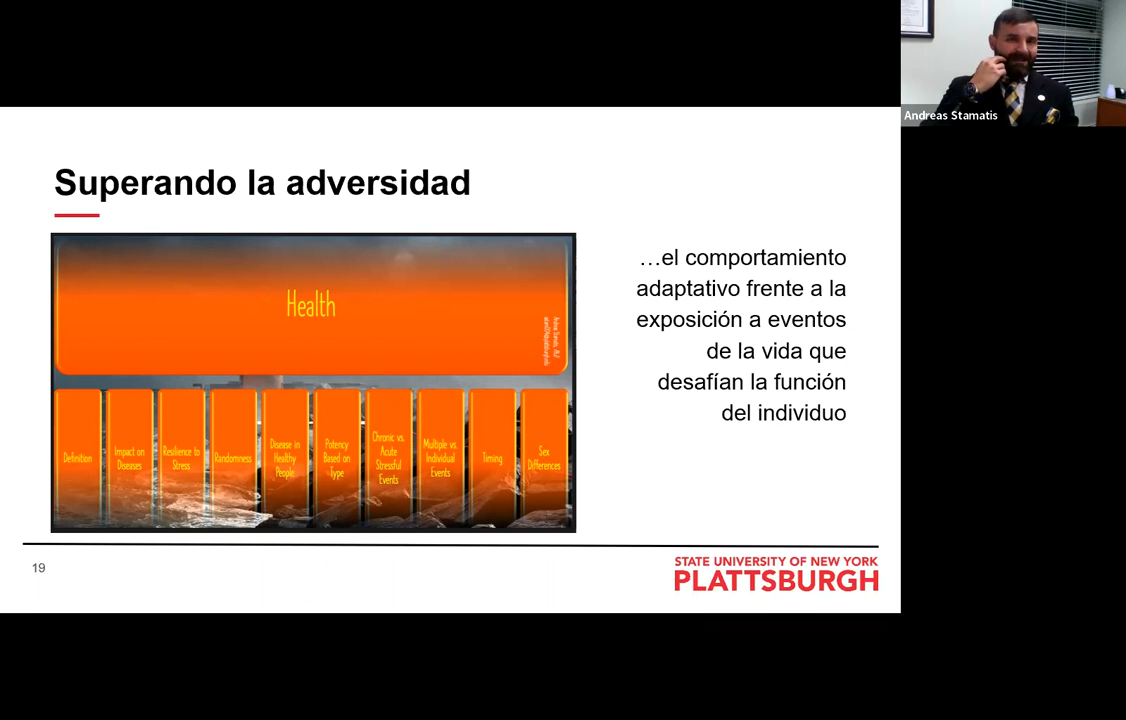 Andreas Stamatis
Superando la adversidad
Health
Andreas Stamatis, PhD
Definition
Impact on
Diseases
Resilience to
Stress
Randomness
Disease in
Healthy
People
Potency
Based on
Type
Chronic vs.
Acute
Stressful
Events
Multiple vs.
Individual
Events
Timing
Sex
Differences
…el comportamiento
adaptativo frente a la
exposición a eventos
de la vida que
desafían la función
del individuo
19
STATE UNIVERSITY OF NEW YORK
PLATTSBURGH